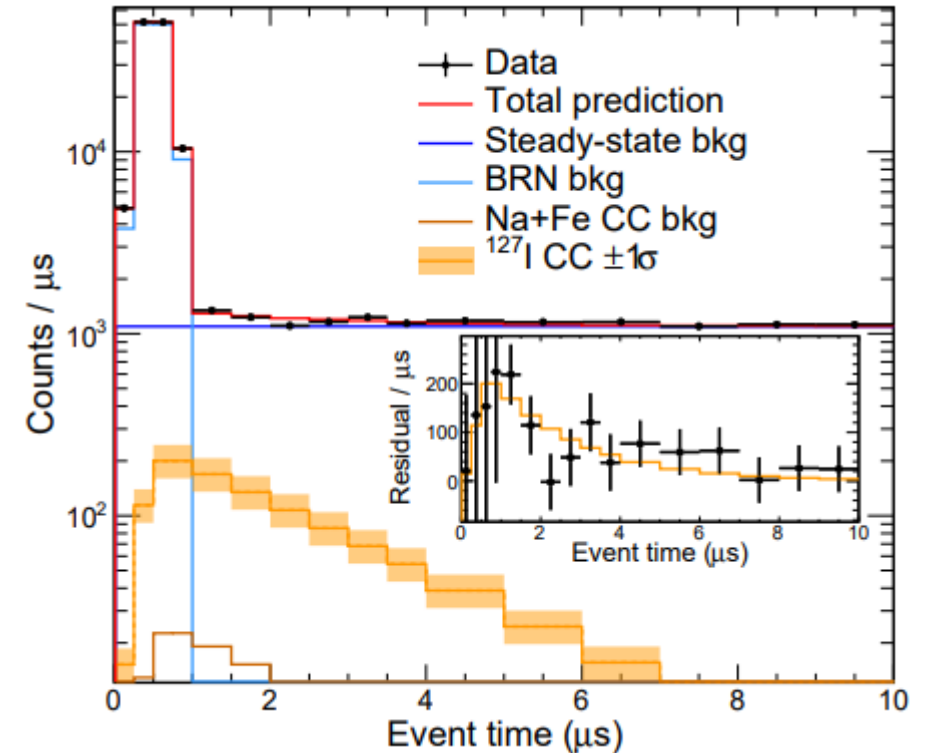 Counts / μs
10⁴
10³
10²
Data
Total prediction
Steady-state bkg
BRN bkg
Na+Fe CC bkg
¹²⁷I CC ±1σ
Residual / μs
200
100
0
0 2 4 6 8 10
Event time (μs)
0 2 4 6 8 10
Event time (μs)